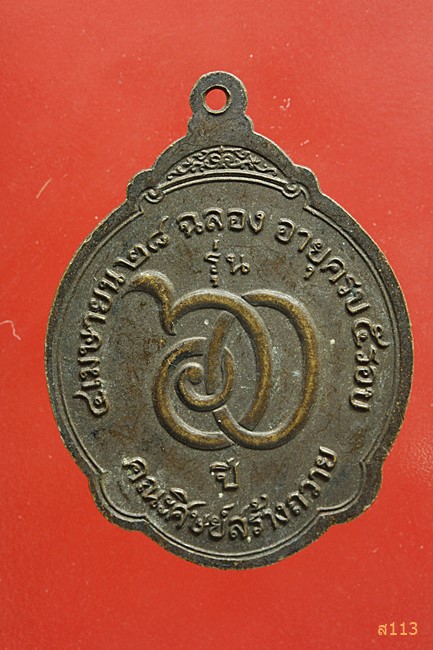 ๔ เมษายน ๒๘ ฉลอง อายุครบ ๕ รอบ
รุ่น
๖๐
ปี
คณะศิษย์สร้างถวาย
ส113